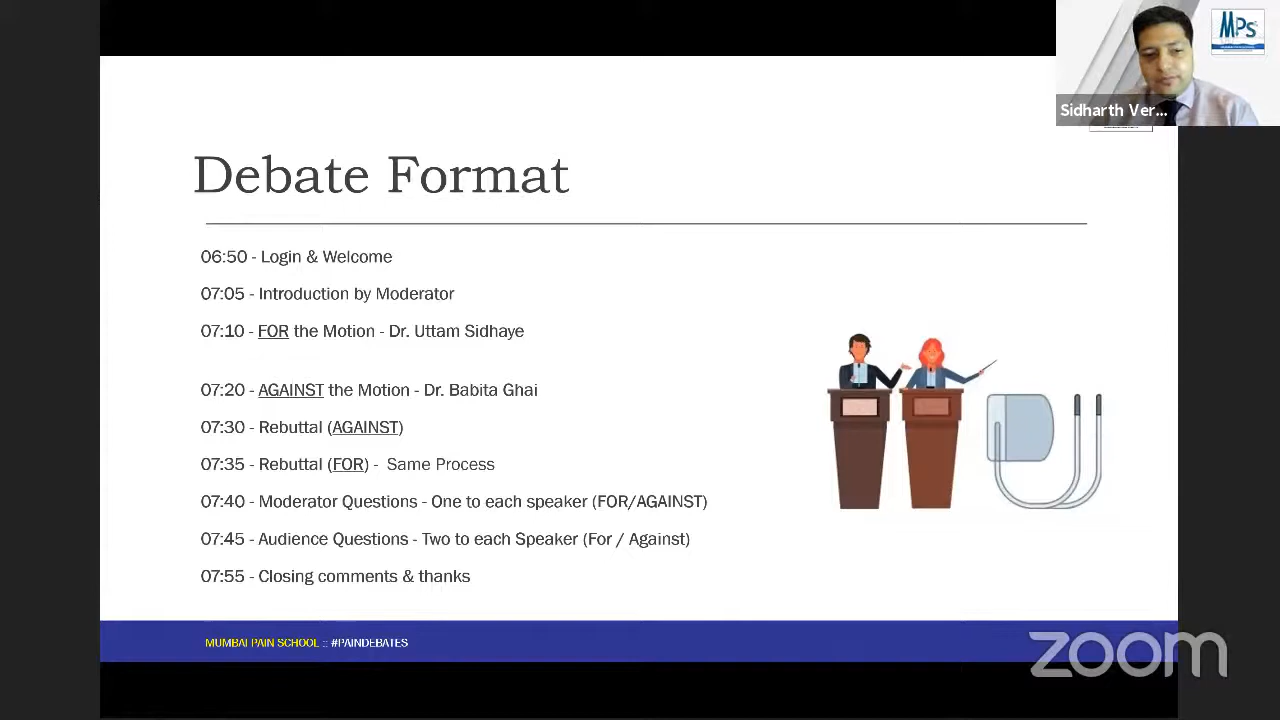 MPS
Sidharth Ver...
Debate Format
06:50 - Login & Welcome
07:05 - Introduction by Moderator
07:10 - FOR the Motion - Dr. Uttam Sidhaye
07:20 - AGAINST the Motion - Dr. Babita Ghai
07:30 - Rebuttal (AGAINST)
07:35 - Rebuttal (FOR) - Same Process
07:40 - Moderator Questions - One to each speaker (FOR/AGAINST)
07:45 - Audience Questions - Two to each Speaker (For / Against)
07:55 - Closing comments & thanks
MUMBAI PAIN SCHOOL :: #PAINDEBATES
zoom